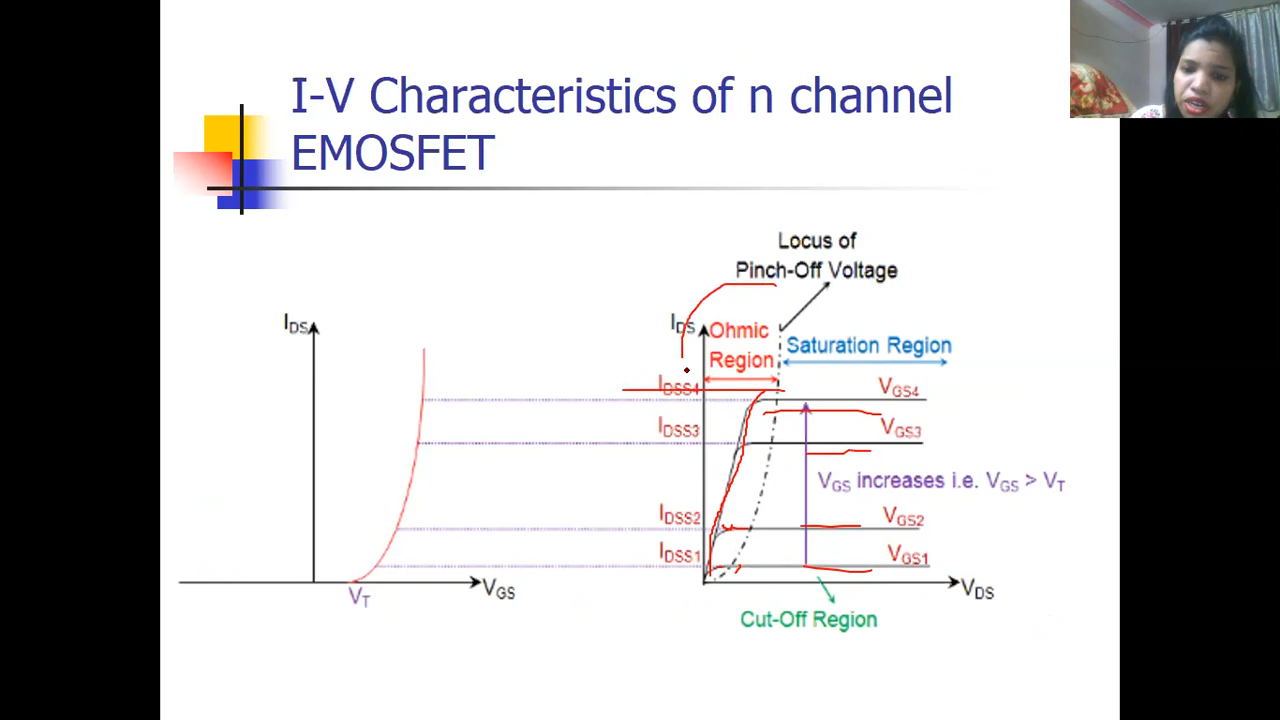 I-V Characteristics of n channel
EMOSFET
Locus of
Pinch-Off Voltage
IDS
IDS
Ohmic
Region
Saturation Region
IDSS4
VGS4
IDSS3
VGS3
VGS increases i.e. VGS > VT
IDSS2
VGS2
IDSS1
VGS1
VT
VGS
VDS
Cut-Off Region